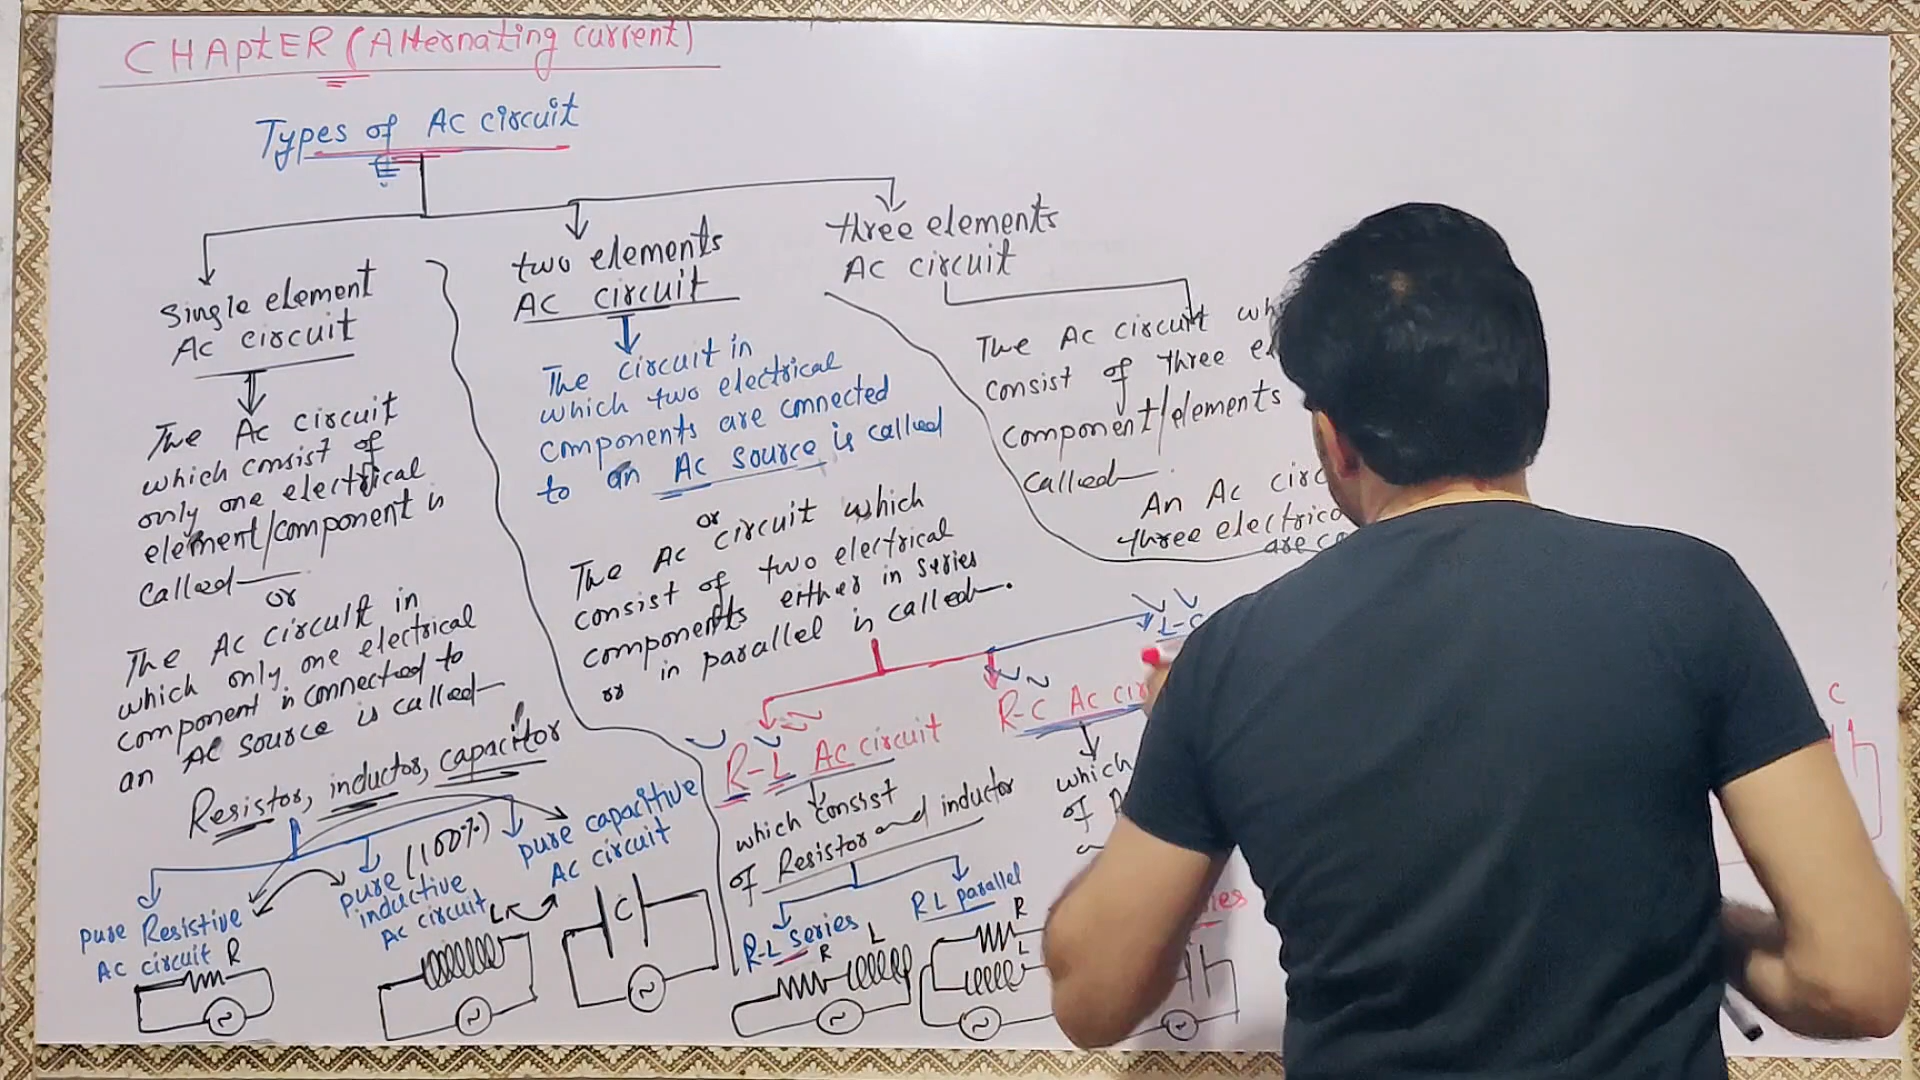 CHAPtER (Alternating current)
Types of AC circuit
Single element
AC circuit
The AC circuit
which consist of
only one electrical
element/component is
called—
or
The AC circuit in
which only one electrical
component is connected to
an AC source is called—
Resistor, inductor, capacitor
pure Resistive
AC circuit
R
pure (100%)
inductive
AC circuit
L
pure capacitive
AC circuit
C
two elements
AC circuit
The circuit in
which two electrical
components are connected
to an AC source is called
or
The AC circuit which
consist of two electrical
components either in series
or in parallel is called—.
R-L AC circuit
which consist
of Resistor and inductor
R-L series
R L
RL parallel
R
L
R-C AC
which
of
L-C
three elements
AC circuit
The AC circuit
consist of three
component/elements
called—
An AC
three
are
C